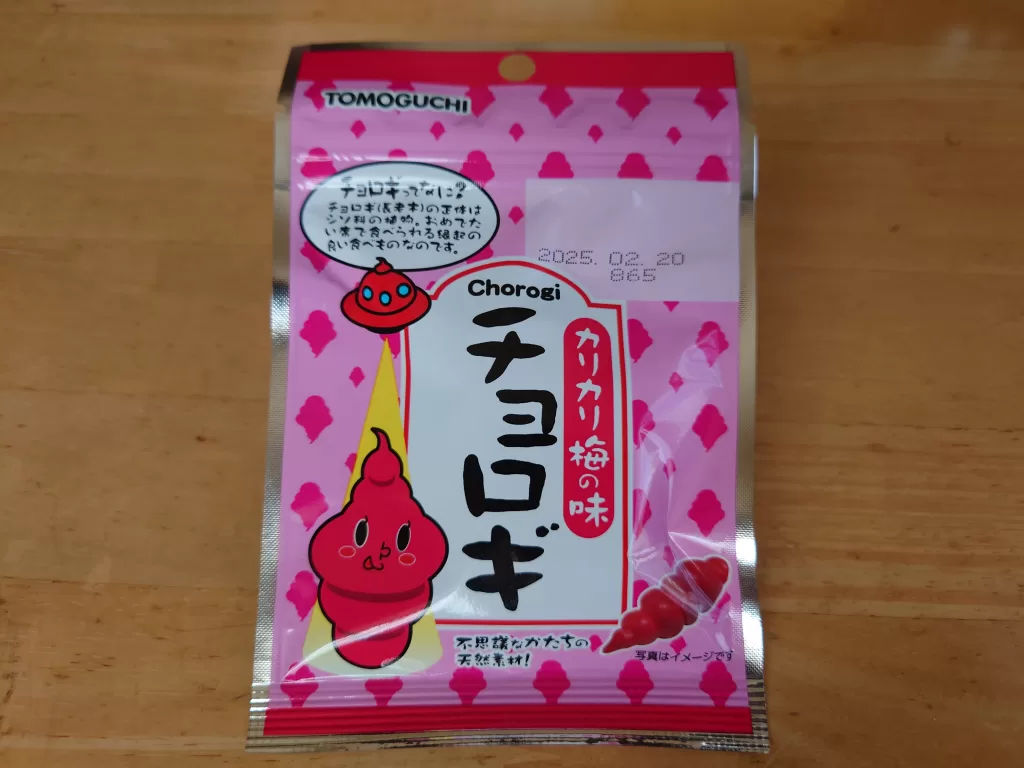 TOMOGUCHI
チョロギってなに?
チョロギ(長老木)の正体は
シソ科の植物。おめでた
い席で食べられる縁起の
良い食べものなのです。
2025. 02. 20
865
Chorogi
チョロギ
カリカリ梅の味
不思議なかたちの
天然素材!
写真はイメージです